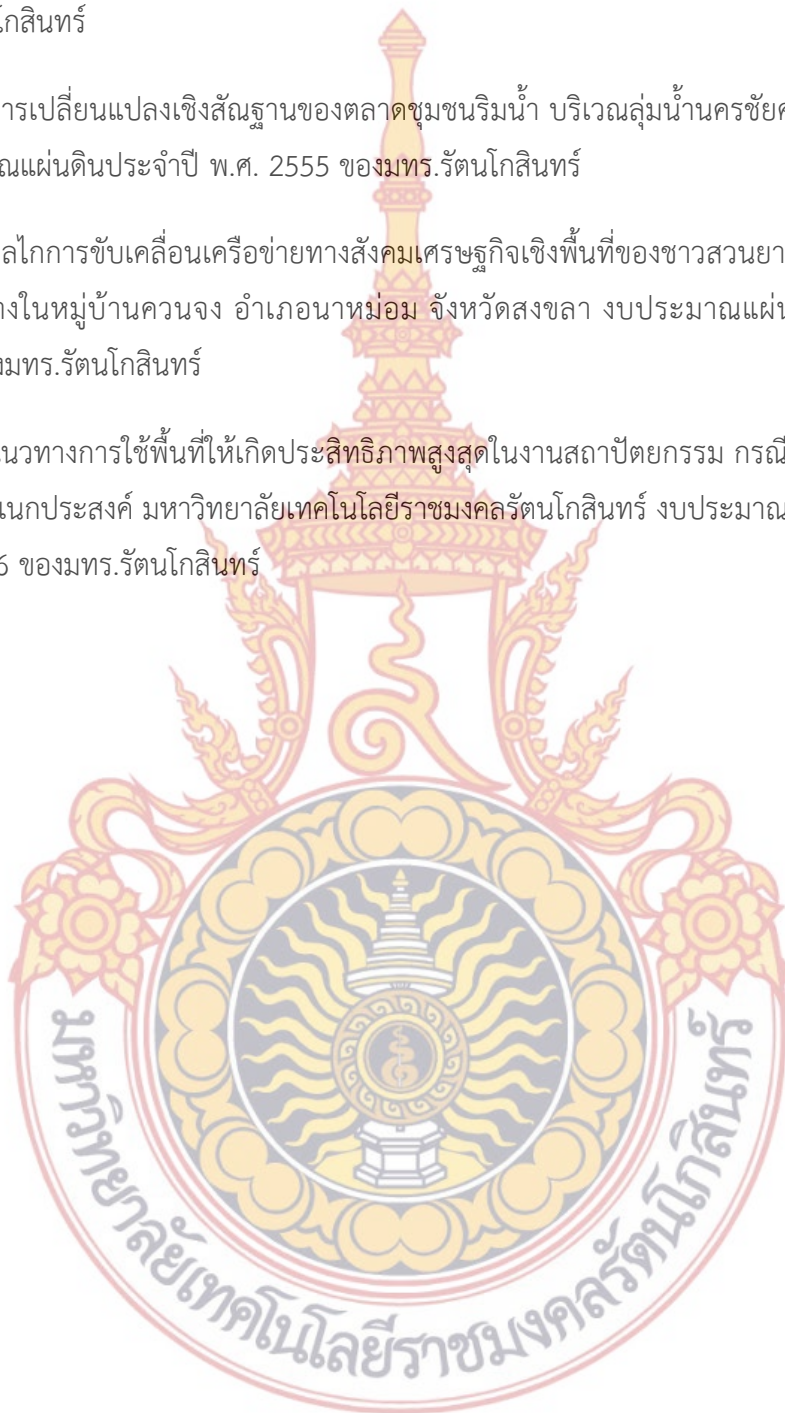 โกสินทร์
ารเปลี่ยนแปลงเชิงสัณฐานของตลาดชุมชนริมน้ำ บริเวณลุ่มน้ำนครชัยศ
ณแผ่นดินประจำปี พ.ศ. 2555 ของมทร.รัตนโกสินทร์
ลไกการขับเคลื่อนเครือข่ายทางสังคมเศรษฐกิจเชิงพื้นที่ของชาวสวนยา
างในหมู่บ้านควนจง อำเภอนาหม่อม จังหวัดสงขลา งบประมาณแผ่น
งมทร.รัตนโกสินทร์
นวทางการใช้พื้นที่ให้เกิดประสิทธิภาพสูงสุดในงานสถาปัตยกรรม กรณี
เนกประสงค์ มหาวิทยาลัยเทคโนโลยีราชมงคลรัตนโกสินทร์ งบประมาณ
6 ของมทร.รัตนโกสินทร์
มหาวิทยาลัยเทคโนโลยีราชมงคลรัตนโกสินทร์